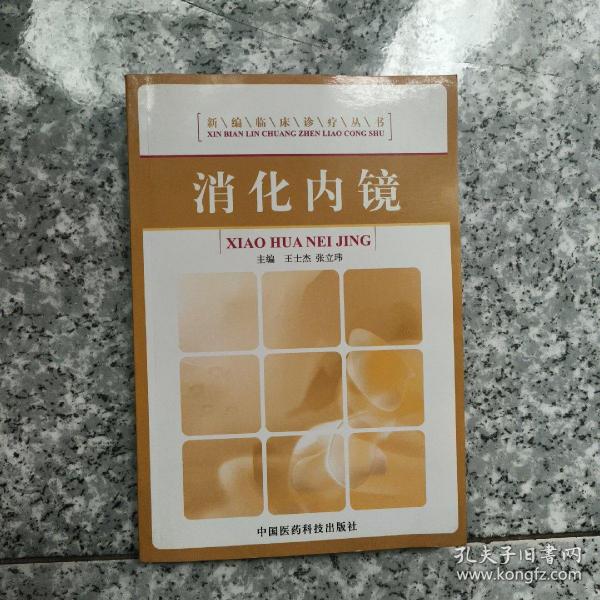 新\编\临\床\诊\疗\丛\书
XIN BIAN LIN CHUANG ZHEN LIAO CONG SHU
消化内镜
XIAO HUA NEI JING
主编 王士杰 张立玮
中国医药科技出版社
孔夫子旧书网
www.kongfz.com